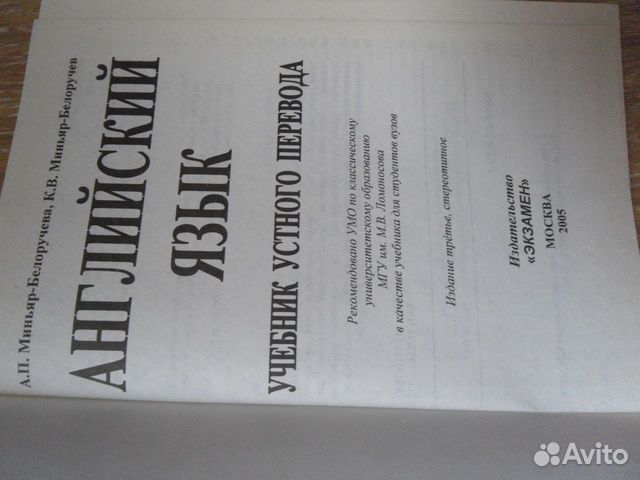 А.П. Миньяр-Белоручева, К.В. Миньяр-Белоручев
АНГЛИЙСКИЙ
ЯЗЫК
УЧЕБНИК УСТНОГО ПЕРЕВОДА
Рекомендовано УМО по классическому
университетскому образованию
МГУ им. М.В. Ломоносова
в качестве учебника для студентов вузов
Издание третье, стереотипное
Издательство
«ЭКЗАМЕН»
МОСКВА
2005
Avito